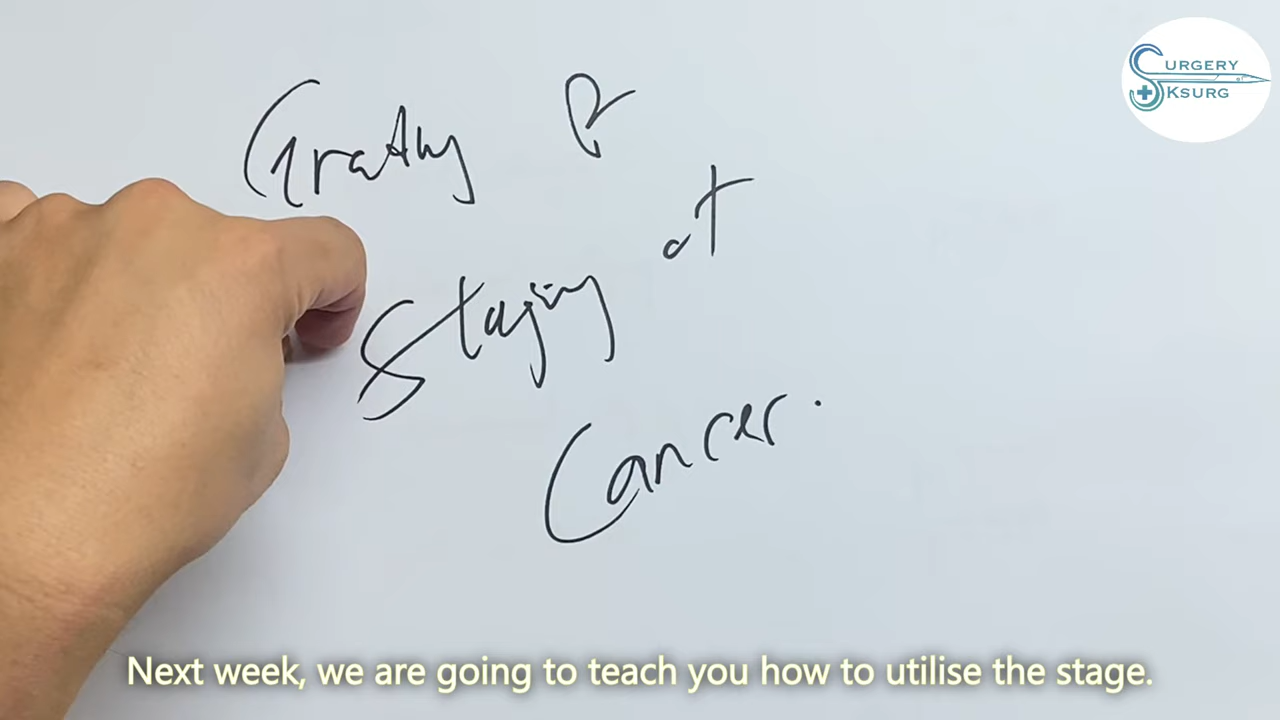 Grading &
Staging of
Cancer.
SURGERY
SKSURG
Next week, we are going to teach you how to utilise the stage.